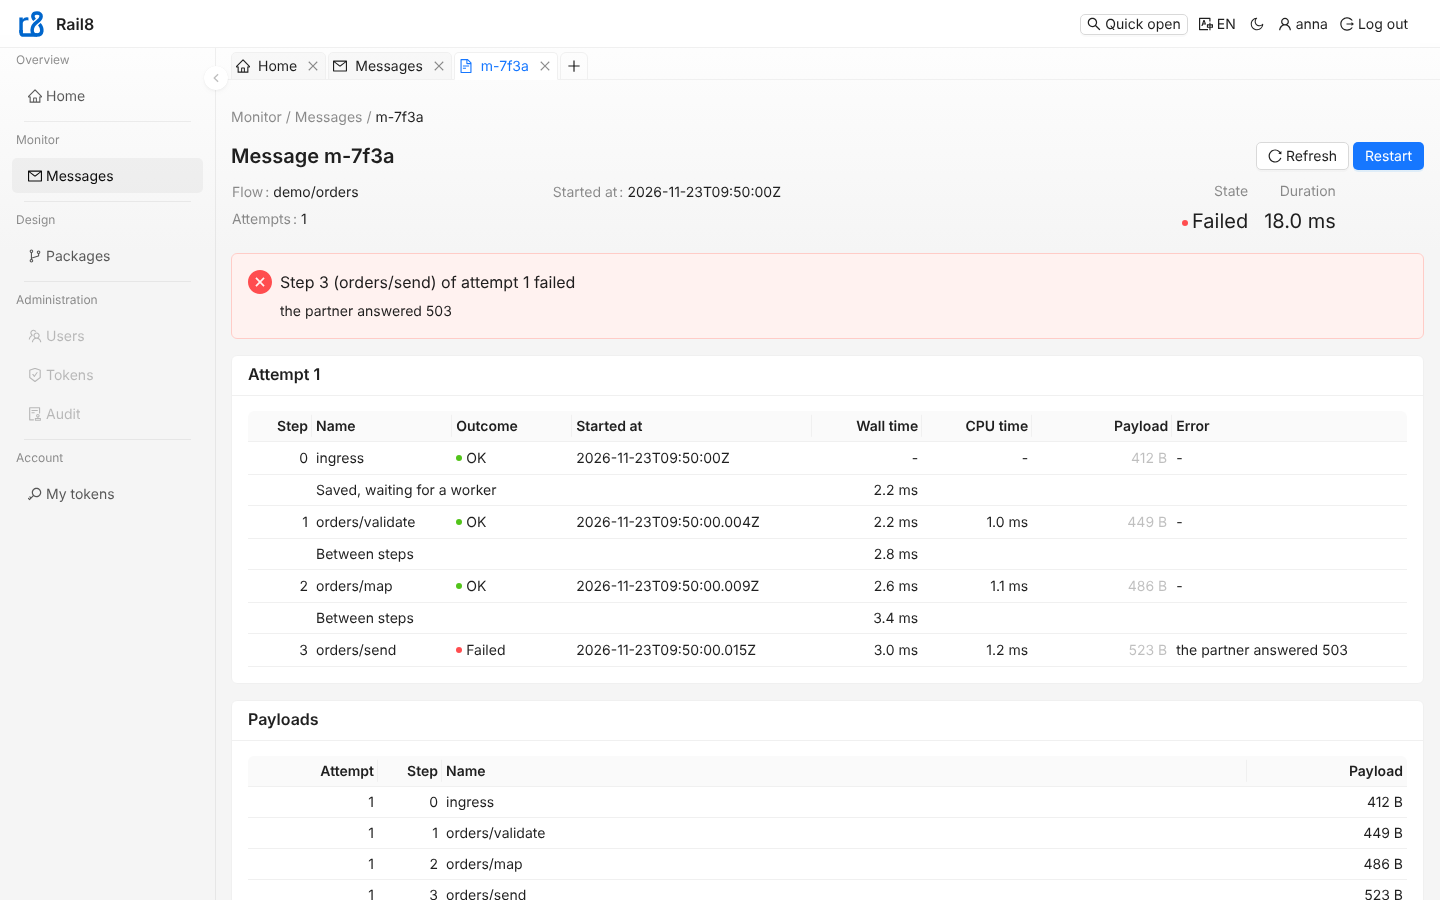 r8 Rail8
Quick open EN anna Log out
Overview
Home
Monitor
Messages
Design
Packages
Administration
Users
Tokens
Audit
Account
My tokens
Home Messages m-7f3a
Monitor / Messages / m-7f3a
Message m-7f3a
Refresh Restart
Flow: demo/orders Started at: 2026-11-23T09:50:00Z
Attempts: 1
State Duration
Failed 18.0 ms
Step 3 (orders/send) of attempt 1 failed
the partner answered 503
Attempt 1
Step Name Outcome Started at Wall time CPU time Payload Error
0 ingress OK 2026-11-23T09:50:00Z - - 412 B -
Saved, waiting for a worker 2.2 ms
1 orders/validate OK 2026-11-23T09:50:00.004Z 2.2 ms 1.0 ms 449 B -
Between steps 2.8 ms
2 orders/map OK 2026-11-23T09:50:00.009Z 2.6 ms 1.1 ms 486 B -
Between steps 3.4 ms
3 orders/send Failed 2026-11-23T09:50:00.015Z 3.0 ms 1.2 ms 523 B the partner answered 503
Payloads
Attempt Step Name Payload
1 0 ingress 412 B
1 1 orders/validate 449 B
1 2 orders/map 486 B
1 3 orders/send 523 B